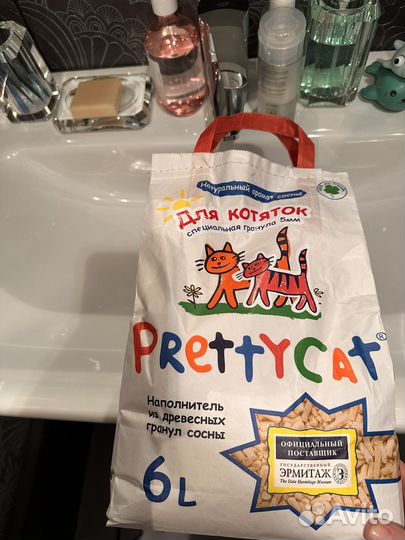 Натуральный аромат сосны
Для котяток
специальная гранула 5мм
PRettyCat®
Наполнитель
из древесных
гранул сосны
6L
ОФИЦИАЛЬНЫЙ
ПОСТАВЩИК
ГОСУДАРСТВЕННЫЙ
ЭРМИТАЖ
The State Hermitage Museum
Avito